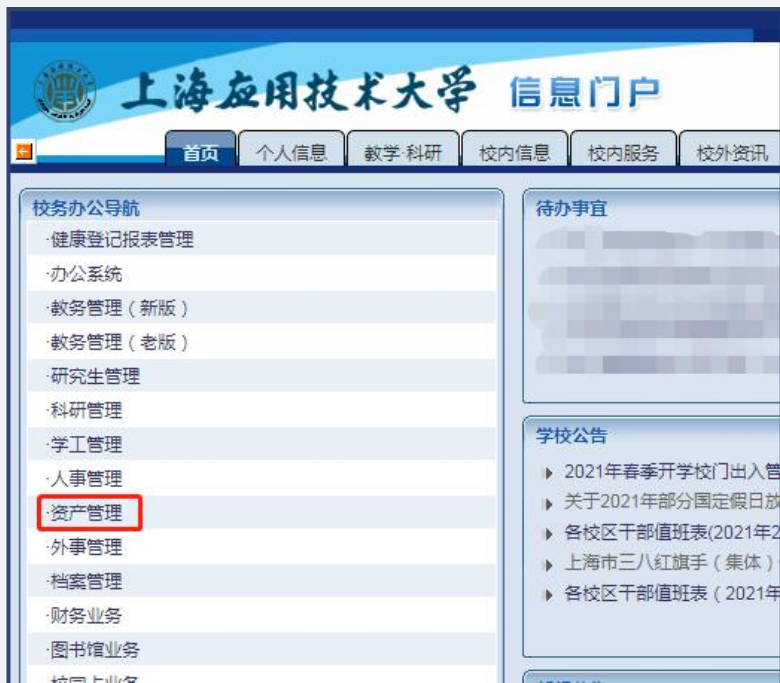 上海应用技术大学 信息门户
首页 个人信息 教学·科研 校内信息 校内服务 校外资讯
校务办公导航
·健康登记报表管理
·办公系统
·教务管理（新版）
·教务管理（老版）
·研究生管理
·科研管理
·学工管理
·人事管理
·资产管理
·外事管理
·档案管理
·财务业务
·图书馆业务
待办事宜
学校公告
2021年春季开学校门出入管
关于2021年部分国定假日放
各校区干部值班表(2021年2
上海市三八红旗手（集体）
各校区干部值班表（2021年